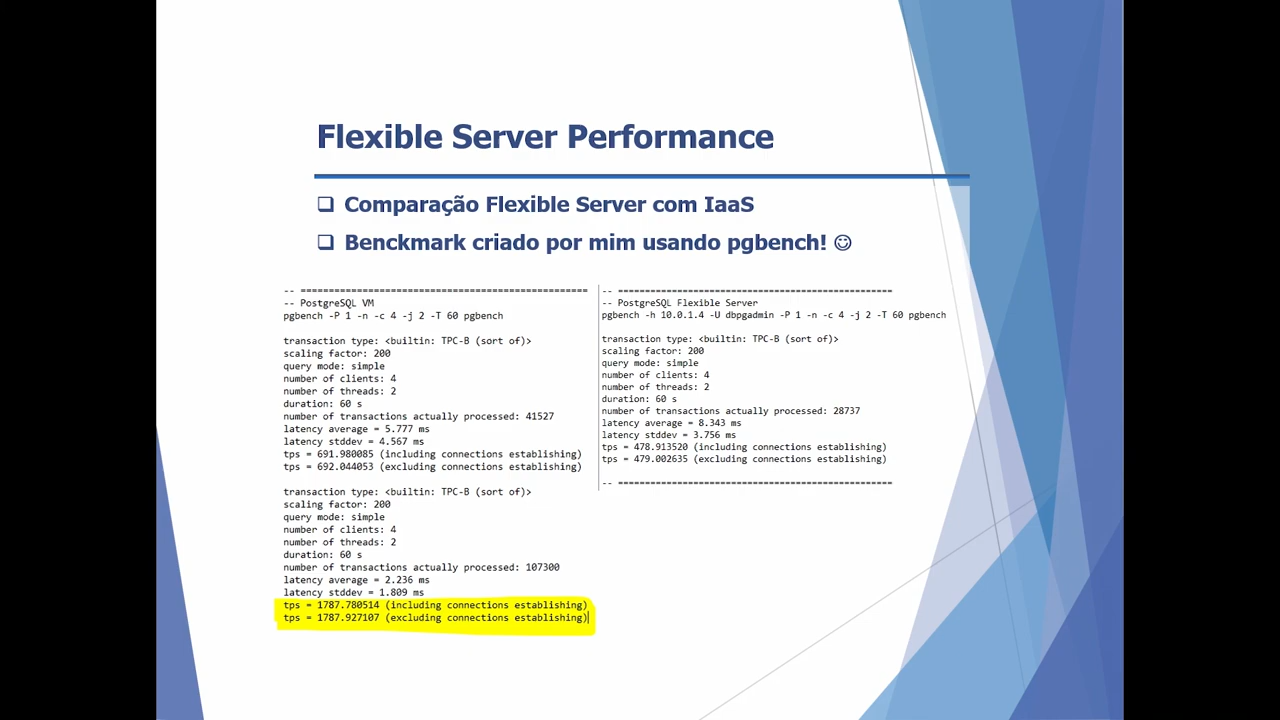 Flexible Server Performance
❑ Comparação Flexible Server com IaaS
❑ Benckmark criado por mim usando pgbench! ☺
-- ====================================================
-- PostgreSQL VM
pgbench -P 1 -n -c 4 -j 2 -T 60 pgbench
transaction type: <builtin: TPC-B (sort of)>
scaling factor: 200
query mode: simple
number of clients: 4
number of threads: 2
duration: 60 s
number of transactions actually processed: 41527
latency average = 5.777 ms
latency stddev = 4.567 ms
tps = 691.980085 (including connections establishing)
tps = 692.044053 (excluding connections establishing)
transaction type: <builtin: TPC-B (sort of)>
scaling factor: 200
query mode: simple
number of clients: 4
number of threads: 2
duration: 60 s
number of transactions actually processed: 107300
latency average = 2.236 ms
latency stddev = 1.809 ms
tps = 1787.780514 (including connections establishing)
tps = 1787.927107 (excluding connections establishing)
-- ====================================================
-- PostgreSQL Flexible Server
pgbench -h 10.0.1.4 -U dbpgadmin -P 1 -n -c 4 -j 2 -T 60 pgbench
transaction type: <builtin: TPC-B (sort of)>
scaling factor: 200
query mode: simple
number of clients: 4
number of threads: 2
duration: 60 s
number of transactions actually processed: 28737
latency average = 8.343 ms
latency stddev = 3.756 ms
tps = 478.913520 (including connections establishing)
tps = 479.002635 (excluding connections establishing)
-- ====================================================